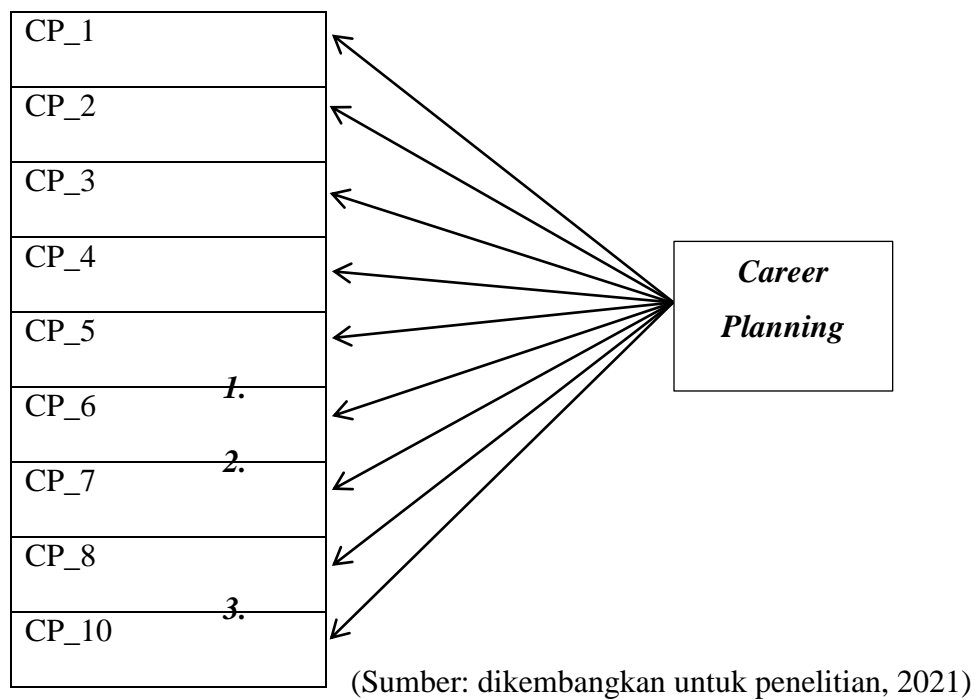 CP_1
CP_2
CP_3
CP_4
CP_5
1.
CP_6
2.
CP_7
CP_8
3.
CP_10
Career
Planning
(Sumber: dikembangkan untuk penelitian, 2021)